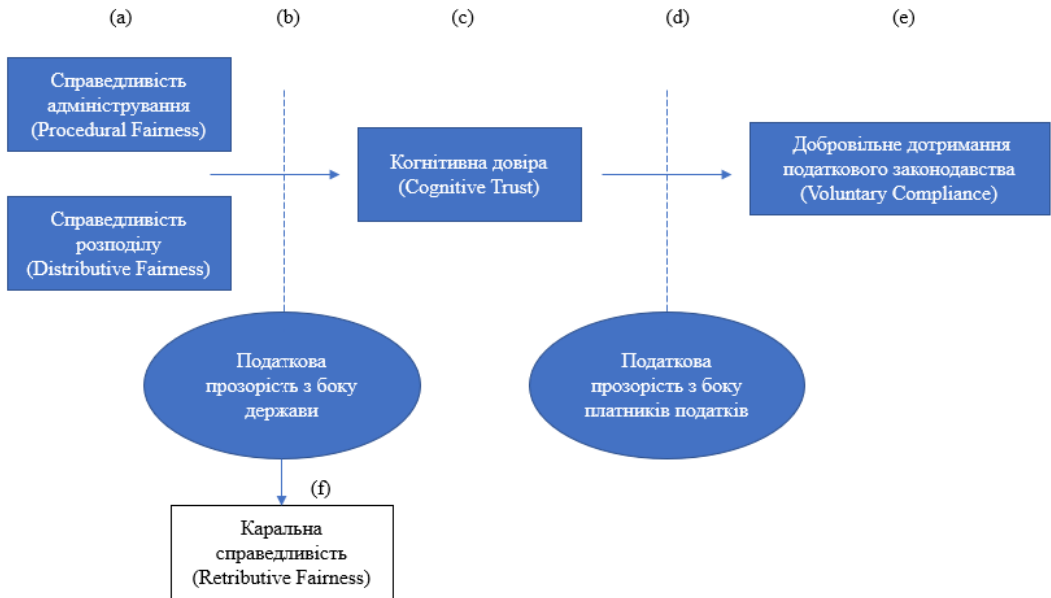 (a)
(b)
(c)
(d)
(e)
Справедливість
адміністрування
(Procedural Fairness)
Справедливість
розподілу
(Distributive Fairness)
Когнітивна довіра
(Cognitive Trust)
Добровільне дотримання
податкового законодавства
(Voluntary Compliance)
Податкова
прозорість з боку
держави
Податкова
прозорість з боку
платників податків
(f)
Каральна
справедливість
(Retributive Fairness)